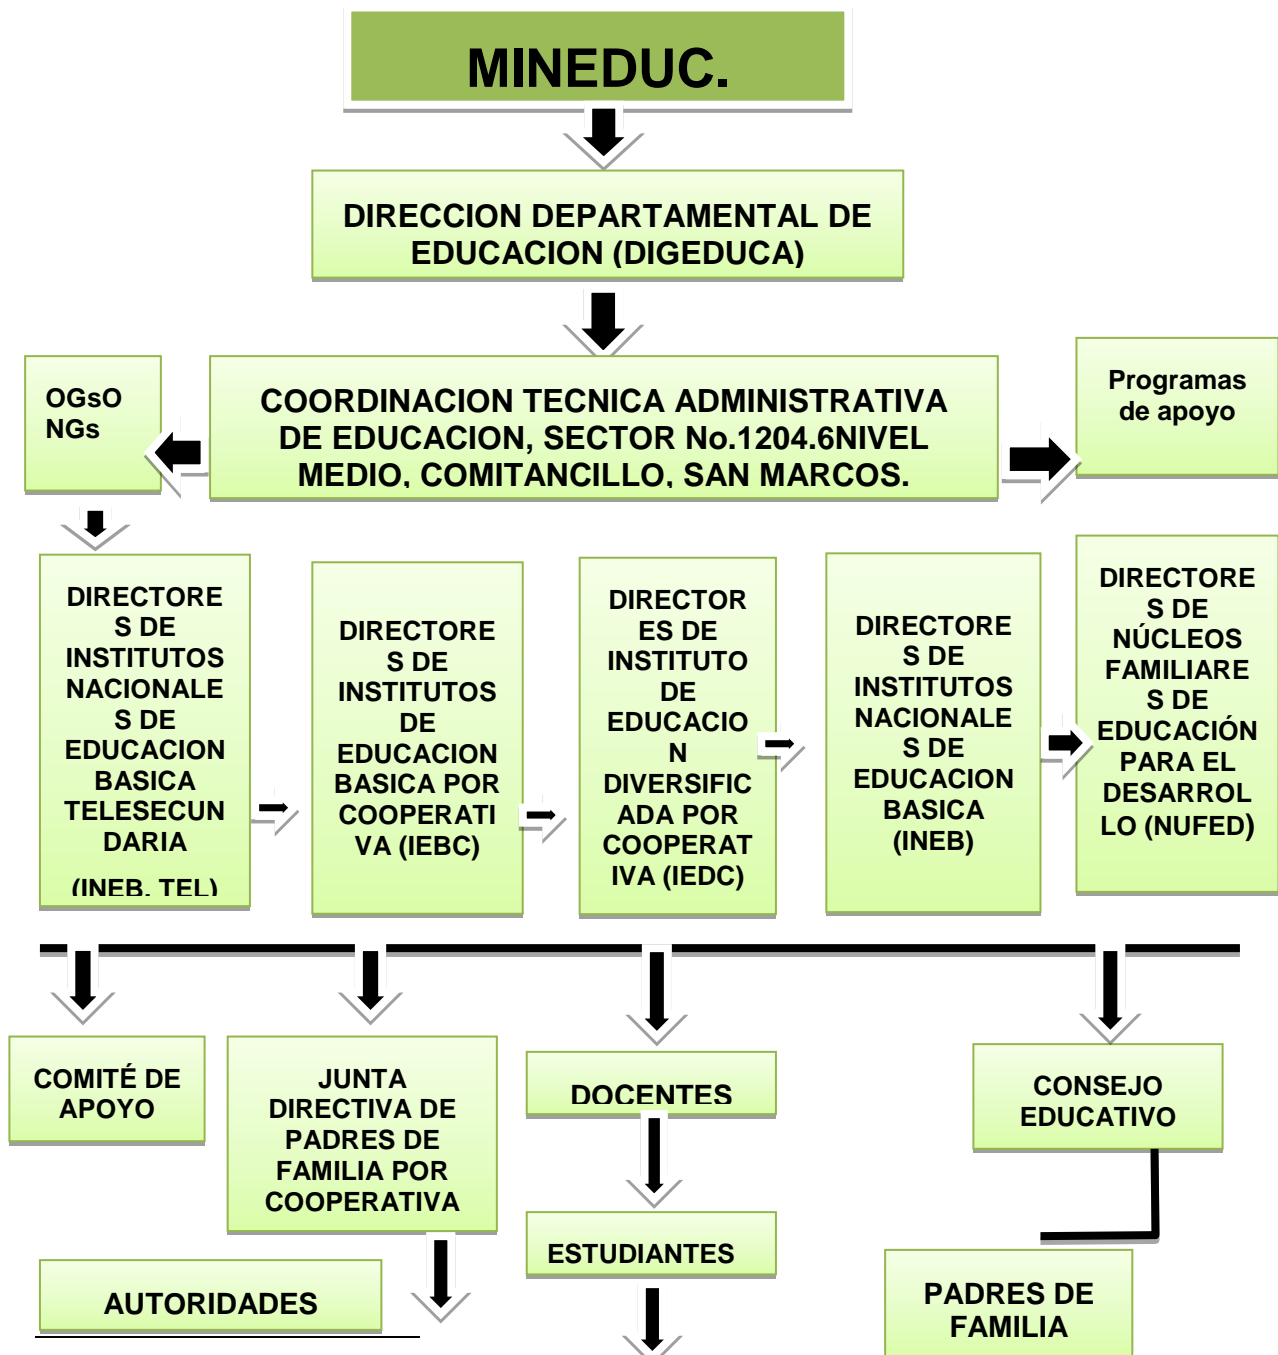 MINEDUC.
DIRECCION DEPARTAMENTAL DE
EDUCACION (DIGEDUCA)
OGsO
NGs
COORDINACION TECNICA ADMINISTRATIVA
DE EDUCACION, SECTOR No.1204.6NIVEL
MEDIO, COMITANCILLO, SAN MARCOS.
Programas
de apoyo
DIRECTORE
S DE
INSTITUTOS
NACIONALE
S DE
EDUCACION
BASICA
TELESECUN
DARIA
(INEB. TEL)
DIRECTORE
S DE
INSTITUTOS
DE
EDUCACION
BASICA POR
COOPERATI
VA (IEBC)
DIRECTOR
ES DE
INSTITUTO
DE
EDUCACIO
N
DIVERSIFIC
ADA POR
COOPERAT
IVA (IEDC)
DIRECTORE
S DE
INSTITUTOS
NACIONALE
S DE
EDUCACION
BASICA
(INEB)
DIRECTORE
S DE
NÚCLEOS
FAMILIARE
S DE
EDUCACIÓN
PARA EL
DESARROL
LO (NUFED)
COMITÉ DE
APOYO
JUNTA
DIRECTIVA DE
PADRES DE
FAMILIA POR
COOPERATIVA
DOCENTES
CONSEJO
EDUCATIVO
ESTUDIANTES
AUTORIDADES
PADRES DE
FAMILIA